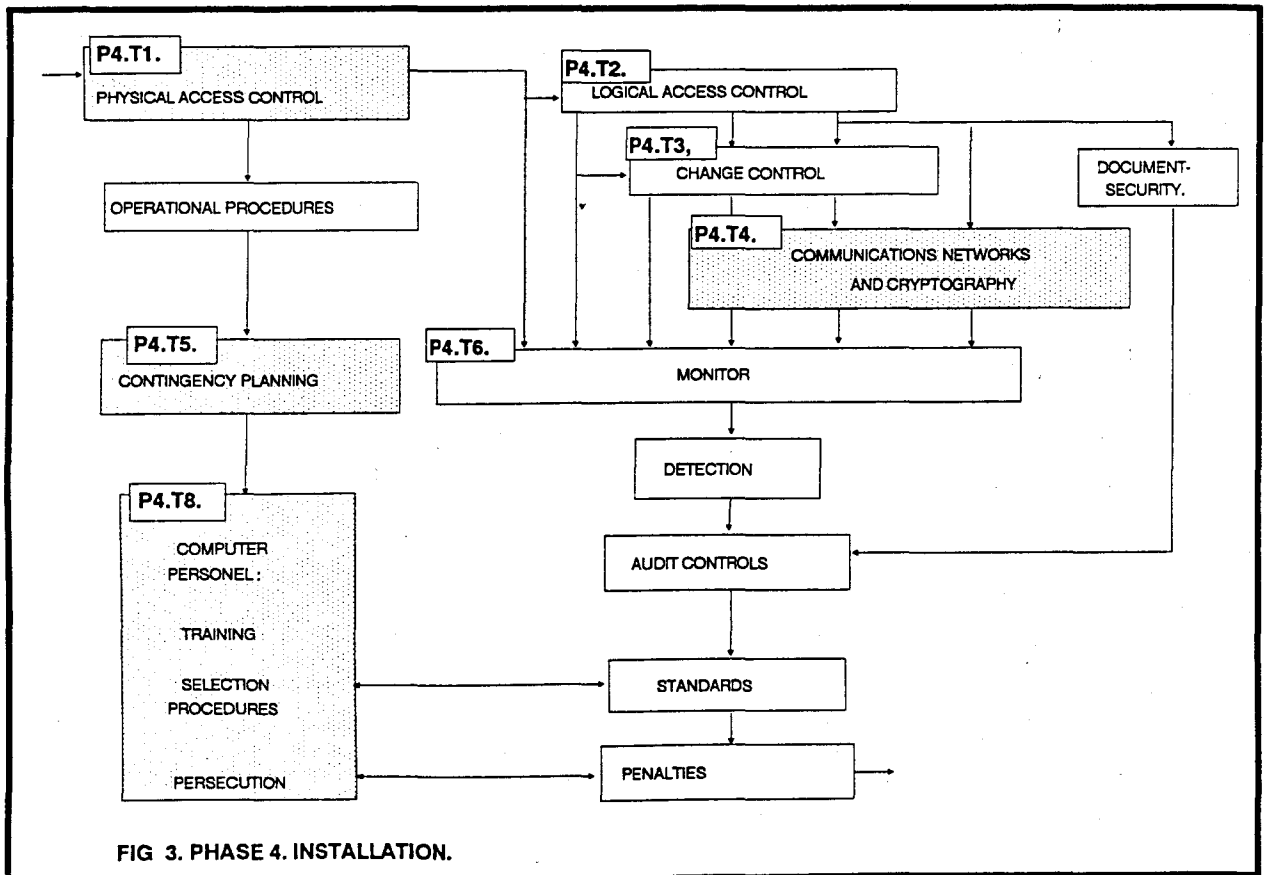 P4.T1.
PHYSICAL ACCESS CONTROL
P4.T2.
LOGICAL ACCESS CONTROL
P4.T3,
CHANGE CONTROL
DOCUMENT-
SECURITY.
OPERATIONAL PROCEDURES
P4.T4.
COMMUNICATIONS NETWORKS
AND CRYPTOGRAPHY
P4.T5.
CONTINGENCY PLANNING
P4.T6.
MONITOR
DETECTION
P4.T8.
COMPUTER
PERSONEL:
TRAINING
SELECTION
PROCEDURES
PERSECUTION
AUDIT CONTROLS
STANDARDS
PENALTIES
FIG 3. PHASE 4. INSTALLATION.